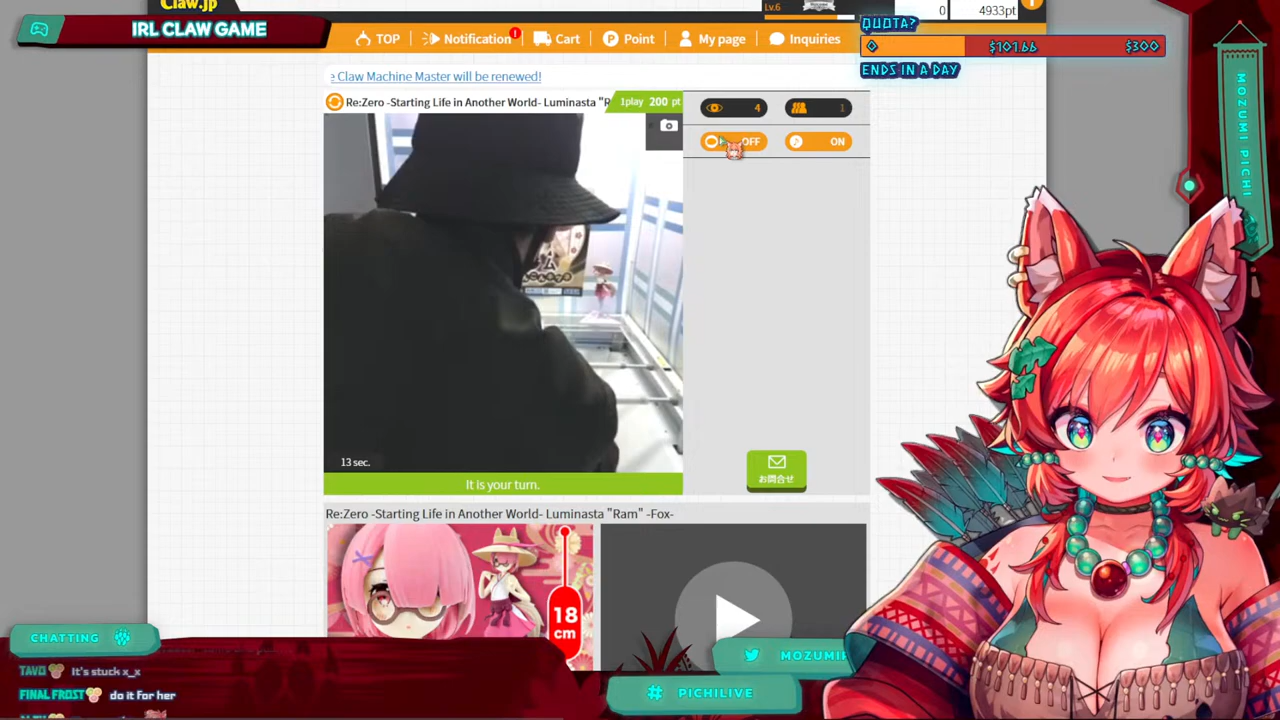 Claw.jp
IRL CLAW GAME
Lv.6
0
4933pt
TOP
Notification
Cart
Point
My page
Inquiries
QUOTA?
$101.66
$300
ENDS IN A DAY
e Claw Machine Master will be renewed!
Re:Zero -Starting Life in Another World- Luminasta "R
1play 200 pt
4
1
OFF
ON
MOZUMI PICHI
13 sec.
It is your turn.
お問合せ
Re:Zero -Starting Life in Another World- Luminasta "Ram" -Fox-
18
cm
CHATTING
TAVO It's stuck x_x
FINAL FROST do it for her
MOZUMI
# PICHILIVE